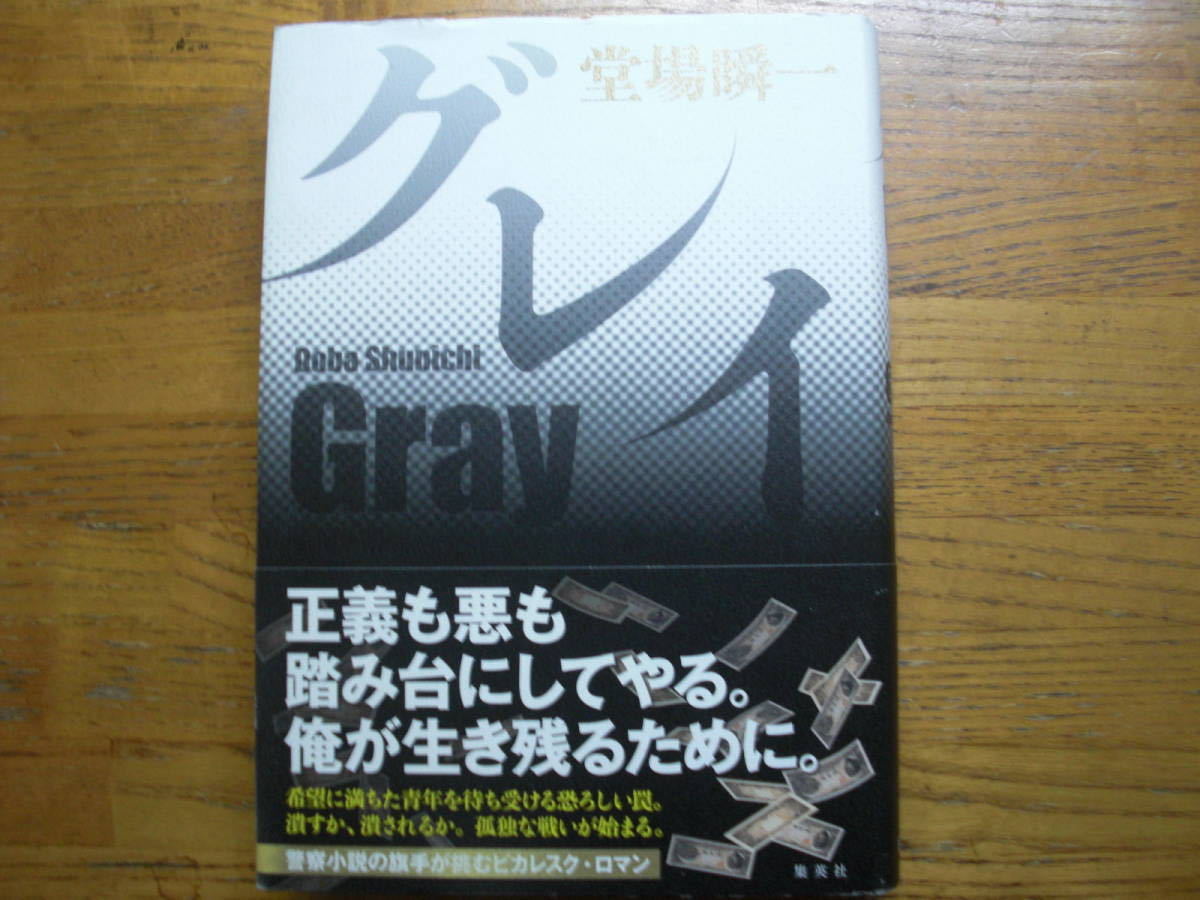 堂場瞬一
グレイ
Doba Shunichi
Gray
正義も悪も
踏み台にしてやる。
俺が生き残るために。
希望に満ちた青年を待ち受ける恐ろしい罠。
潰すか、潰されるか。孤独な戦いが始まる。
警察小説の旗手が挑むピカレスク・ロマン
集英社